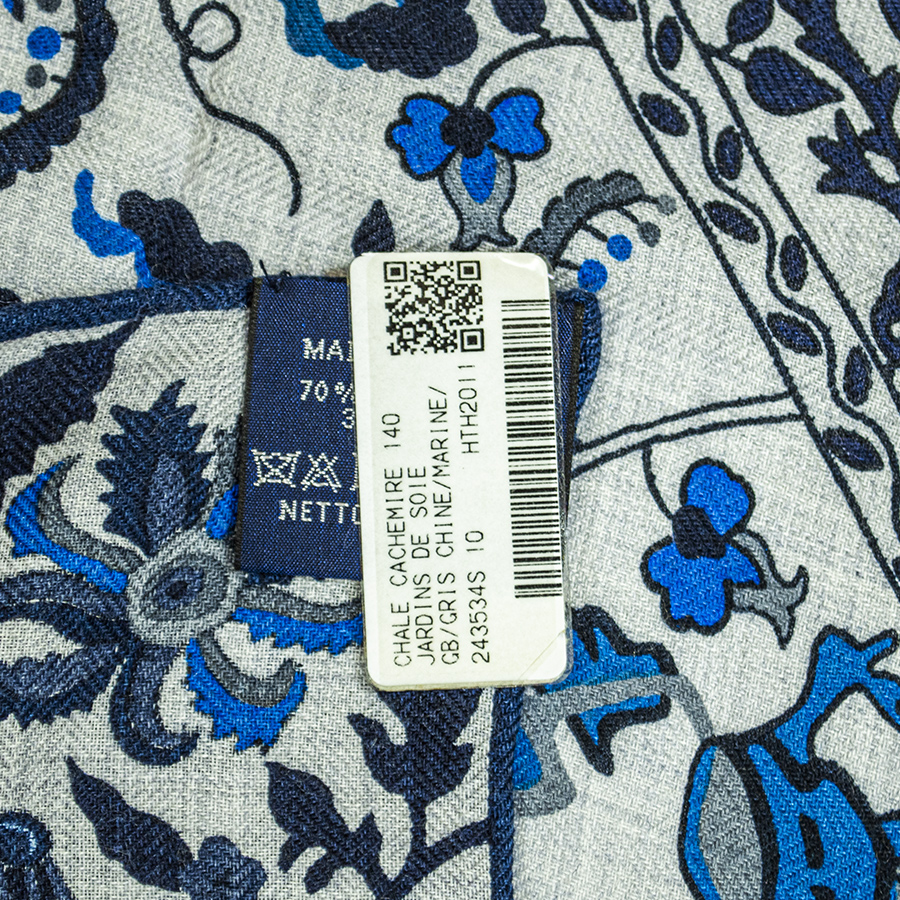 MA
70%
3
NETTO
CHALE CACHEMIRE 140
JARDINS DE SOIE
GB/GRIS CHINE/MARINE/
243534S 10 HTH2011